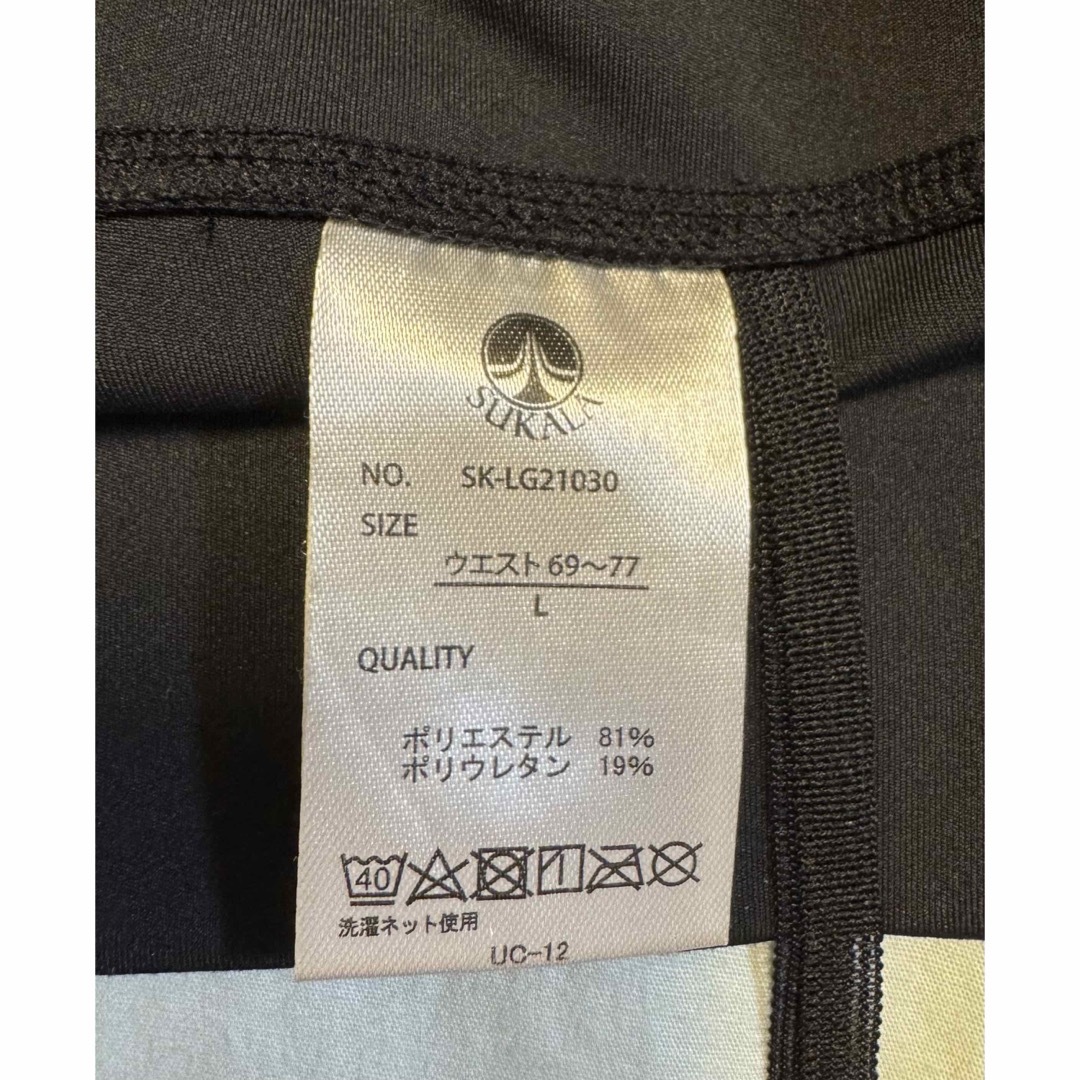 SUKALA
NO. SK-LG21030
SIZE
ウエスト 69〜77
L
QUALITY
ポリエステル 81%
ポリウレタン 19%
40
洗濯ネット使用
UC-12